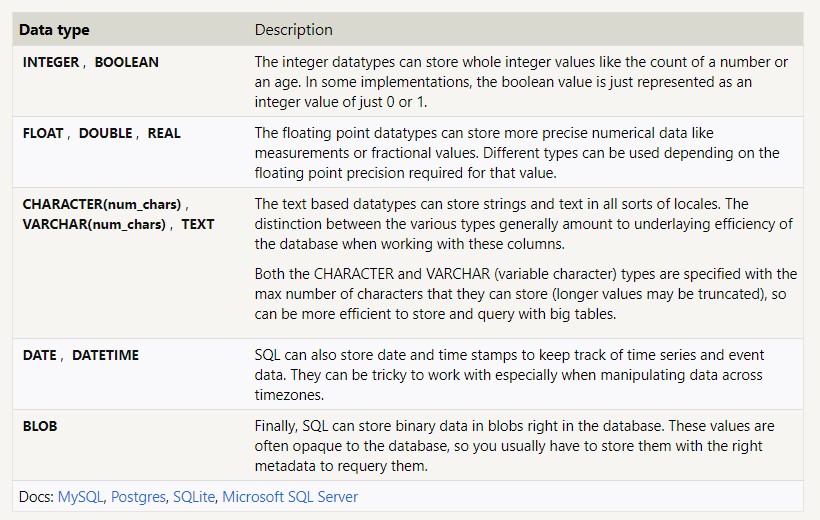 Data type Description
INTEGER , BOOLEAN The integer datatypes can store whole integer values like the count of a number or
an age. In some implementations, the boolean value is just represented as an
integer value of just 0 or 1.
FLOAT , DOUBLE , REAL The floating point datatypes can store more precise numerical data like
measurements or fractional values. Different types can be used depending on the
floating point precision required for that value.
CHARACTER(num_chars) , The text based datatypes can store strings and text in all sorts of locales. The
VARCHAR(num_chars) , TEXT distinction between the various types generally amount to underlaying efficiency of
the database when working with these columns.
Both the CHARACTER and VARCHAR (variable character) types are specified with the
max number of characters that they can store (longer values may be truncated), so
can be more efficient to store and query with big tables.
DATE , DATETIME SQL can also store date and time stamps to keep track of time series and event
data. They can be tricky to work with especially when manipulating data across
timezones.
BLOB Finally, SQL can store binary data in blobs right in the database. These values are
often opaque to the database, so you usually have to store them with the right
metadata to requery them.
Docs: MySQL, Postgres, SQLite, Microsoft SQL Server